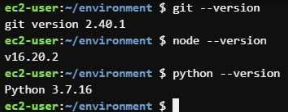 ec2-user:~/environment $ git --version
git version 2.40.1
ec2-user:~/environment $ node --version
v16.20.2
ec2-user:~/environment $ python --version
Python 3.7.16
ec2-user:~/environment $